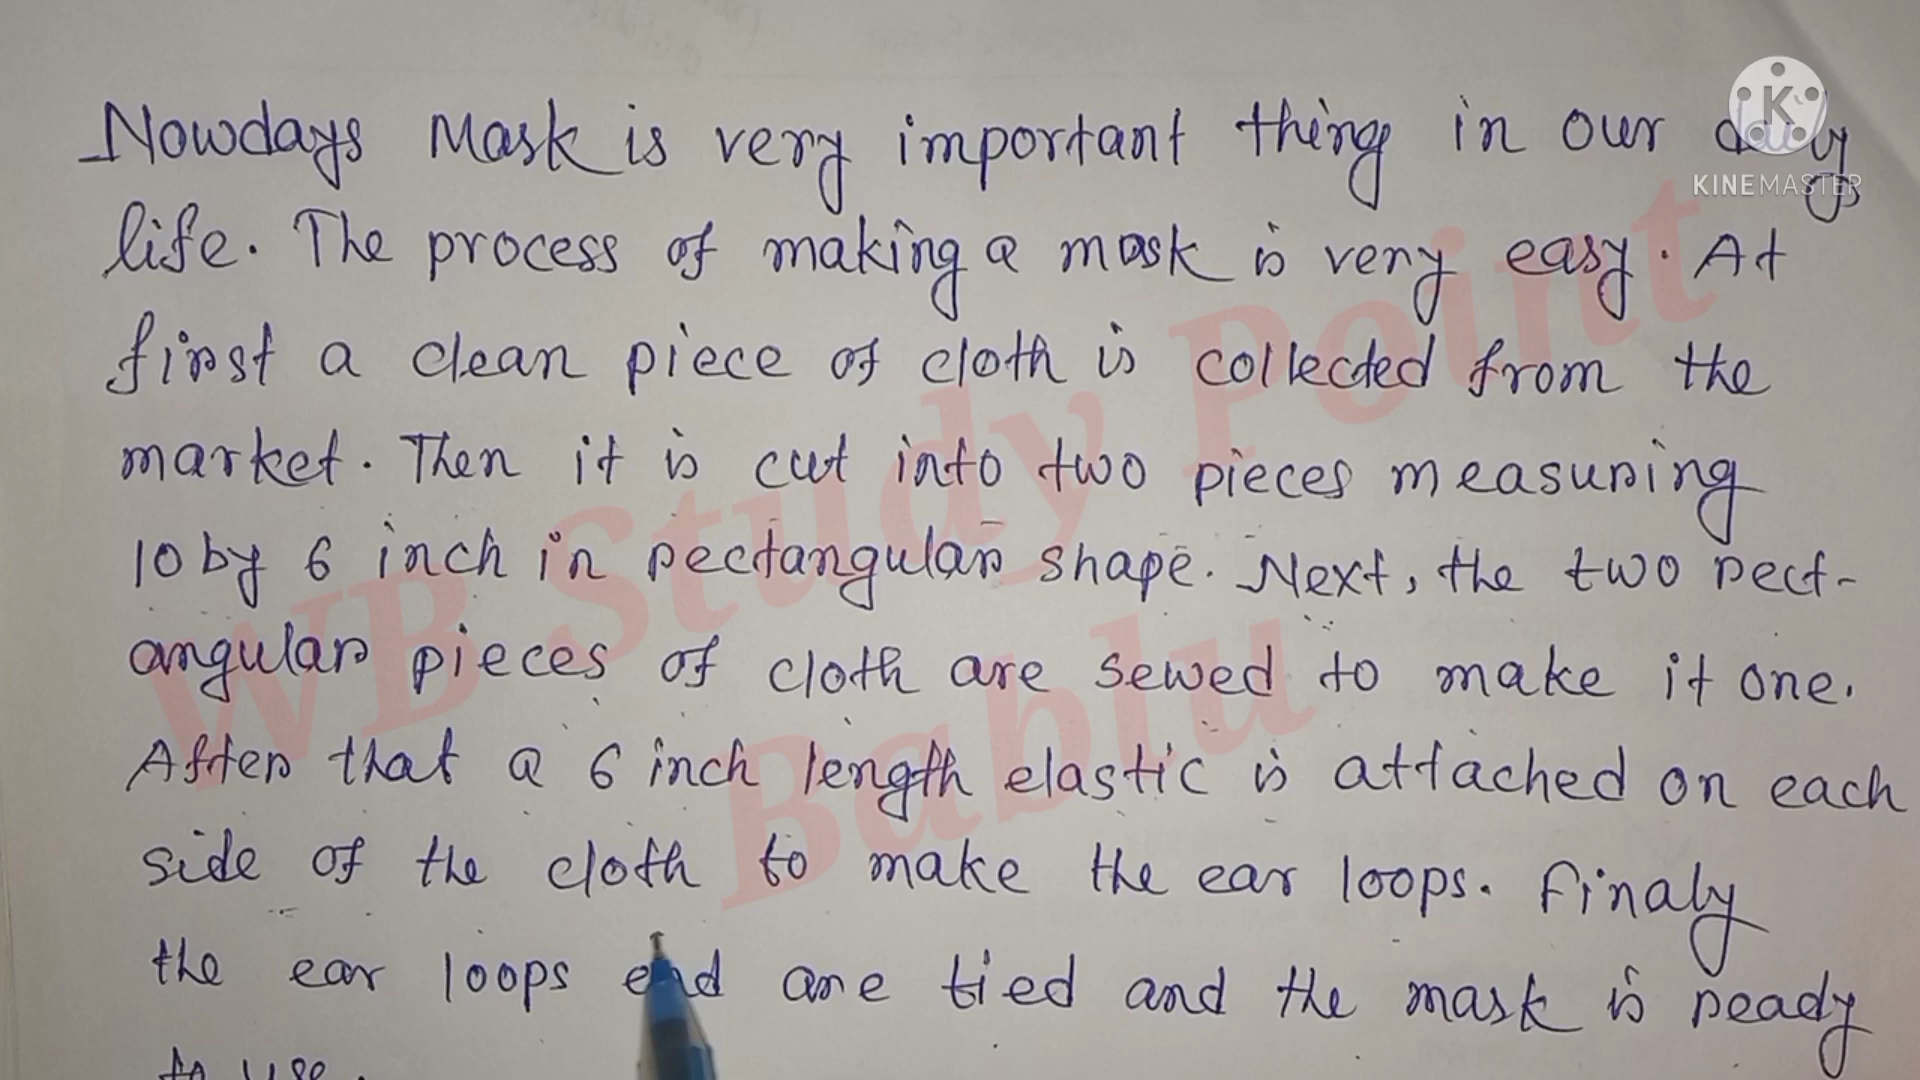 Nowdays Mask is very important thing in our daily
life. The process of making a mask is very easy. At
first a clean piece of cloth is collected from the
market. Then it is cut into two pieces measuring
10 by 6 inch in rectangular shape. Next, the two rect-
angular pieces of cloth are sewed to make it one.
After that a 6 inch length elastic is attached on each
side of the cloth to make the ear loops. Finaly
the ear loops end are tied and the mask is ready
to use.
K
KINEMASTER
WB Study Point
Bablu